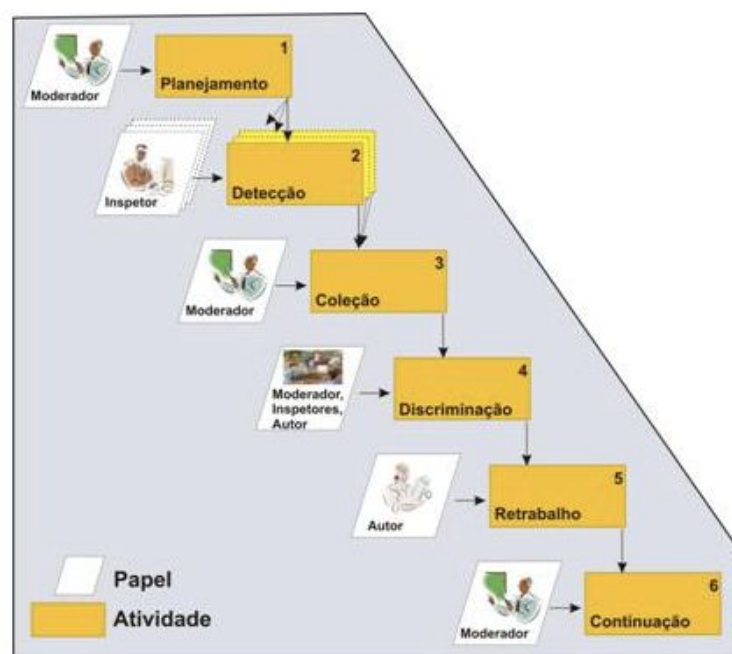 1
Moderador
Planejamento
2
Inspetor
Detecção
3
Moderador
Coleção
4
Moderador,
Inspetores,
Autor
Discriminação
5
Autor
Retrabalho
6
Moderador
Continuação
Papel
Atividade